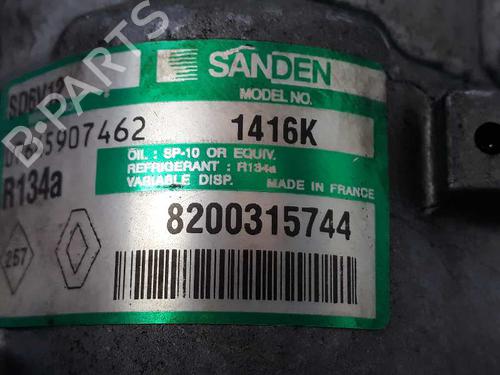 B-PARTS
SANDEN
MODEL NO.
1416K
5907462
R134a
OIL : SP-10 OR EQUIV.
REFRIGERANT : R134a
VARIABLE DISP. MADE IN FRANCE
8200315744
257